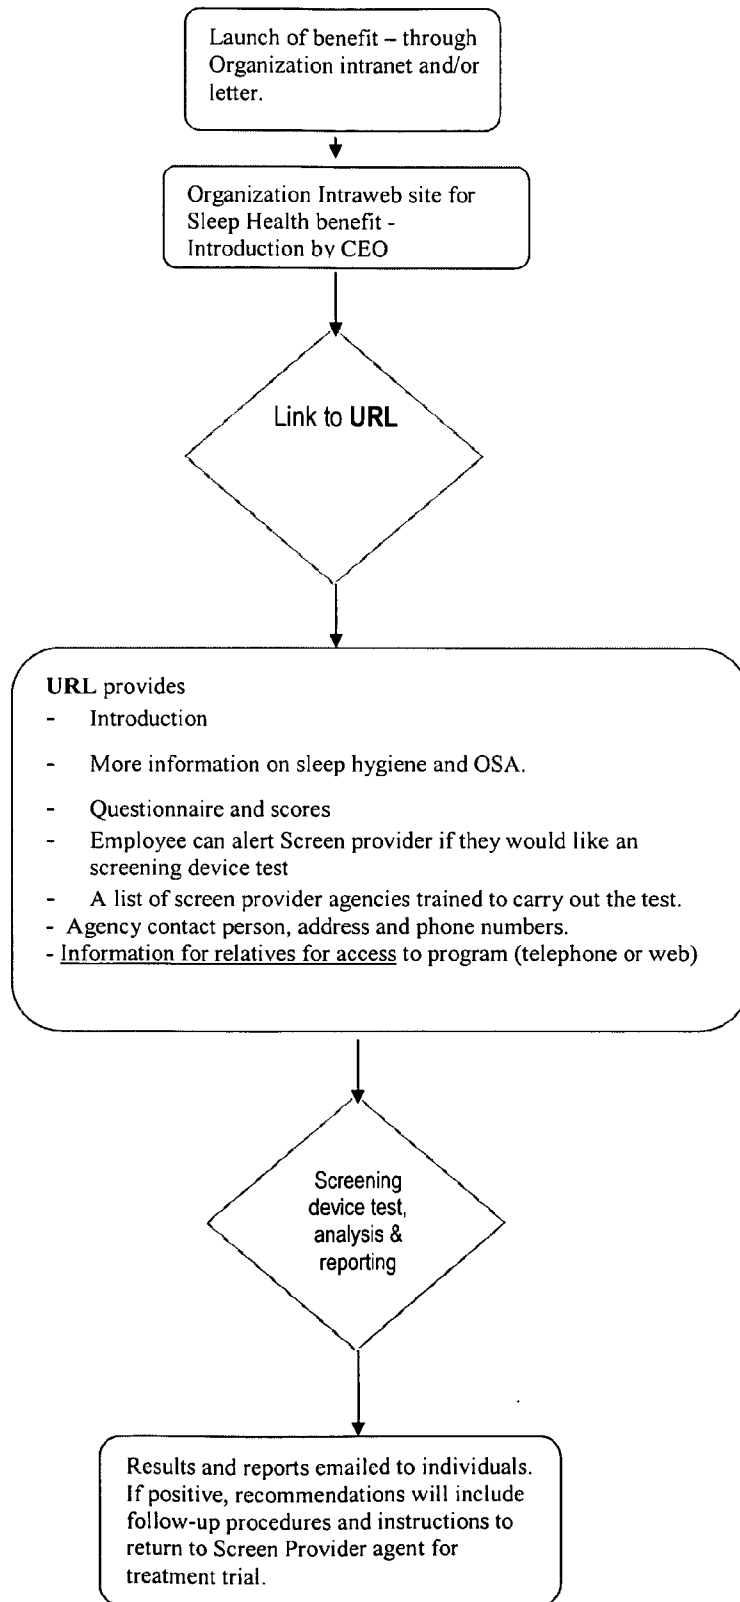 Launch of benefit – through
Organization intranet and/or
letter.
Organization Intraweb site for
Sleep Health benefit -
Introduction by CEO
Link to URL
URL provides
- Introduction
- More information on sleep hygiene and OSA.
- Questionnaire and scores
- Employee can alert Screen provider if they would like an
screening device test
- A list of screen provider agencies trained to carry out the test.
- Agency contact person, address and phone numbers.
- Information for relatives for access to program (telephone or web)
Screening
device test,
analysis &
reporting
Results and reports emailed to individuals.
If positive, recommendations will include
follow-up procedures and instructions to
return to Screen Provider agent for
treatment trial.